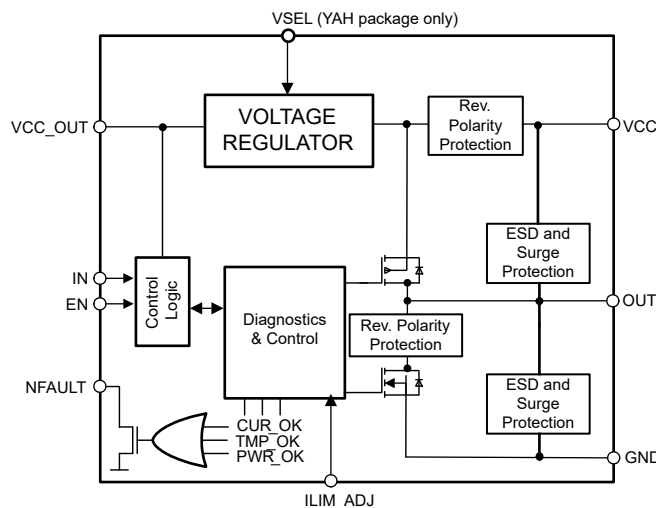 VSEL (YAH package only)
VOLTAGE
REGULATOR
Rev.
Polarity
Protection
VCC_OUT
VCC
ESD and
Surge
Protection
IN
EN
Control
Logic
Diagnostics
& Control
OUT
Rev. Polarity
Protection
NFAULT
ESD and
Surge
Protection
CUR_OK
TMP_OK
PWR_OK
GND
ILIM_ADJ